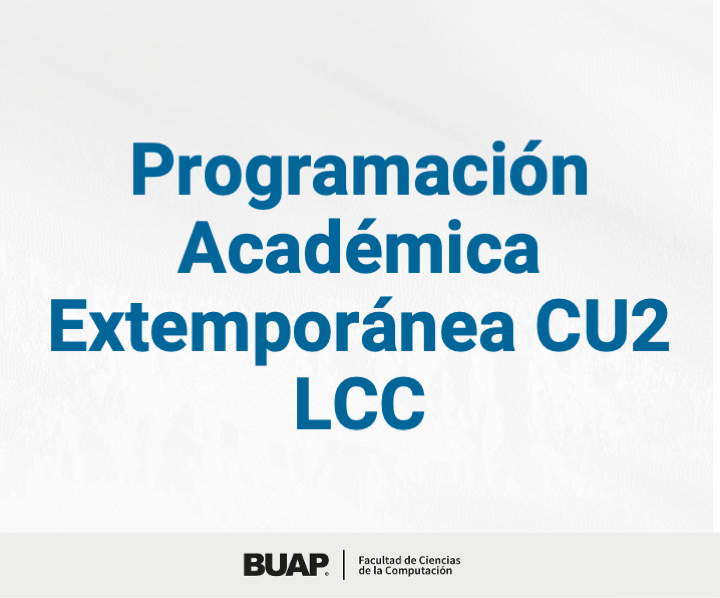 Programación
Académica
Extemporánea CU2
LCC
BUAP
Facultad de Ciencias
de la Computación